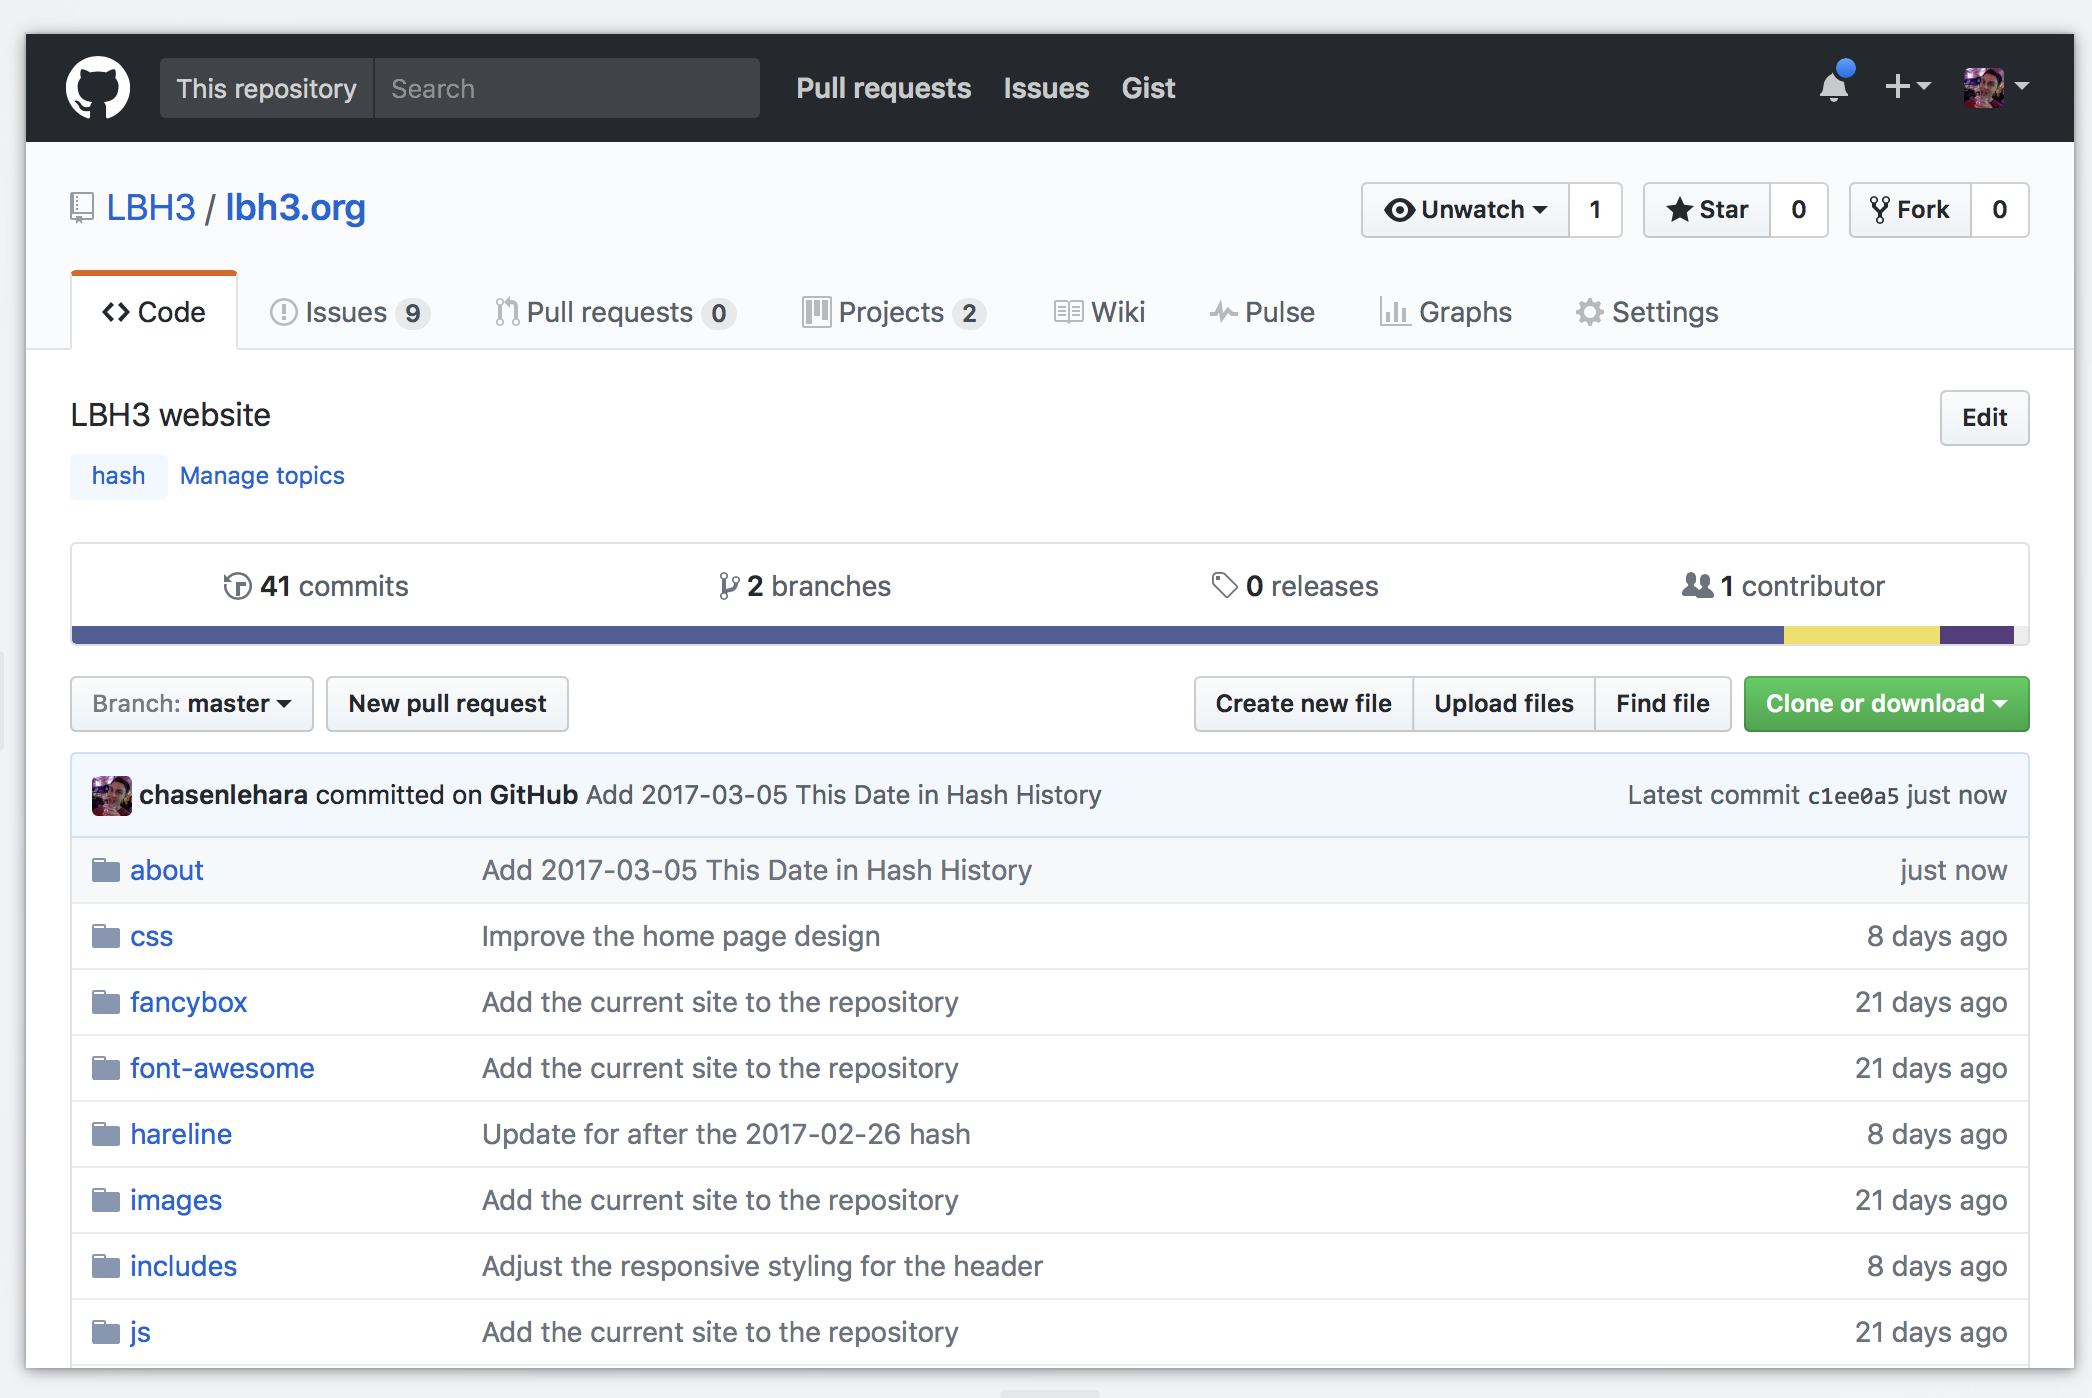 This repository Search Pull requests Issues Gist
LBH3 / lbh3.org Unwatch 1 Star 0 Fork 0
Code Issues 9 Pull requests 0 Projects 2 Wiki Pulse Graphs Settings
LBH3 website Edit
hash Manage topics
41 commits 2 branches 0 releases 1 contributor
Branch: master New pull request Create new file Upload files Find file Clone or download
chasenlehara committed on GitHub Add 2017-03-05 This Date in Hash History Latest commit c1ee0a5 just now
about Add 2017-03-05 This Date in Hash History just now
css Improve the home page design 8 days ago
fancybox Add the current site to the repository 21 days ago
font-awesome Add the current site to the repository 21 days ago
hareline Update for after the 2017-02-26 hash 8 days ago
images Add the current site to the repository 21 days ago
includes Adjust the responsive styling for the header 8 days ago
js Add the current site to the repository 21 days ago